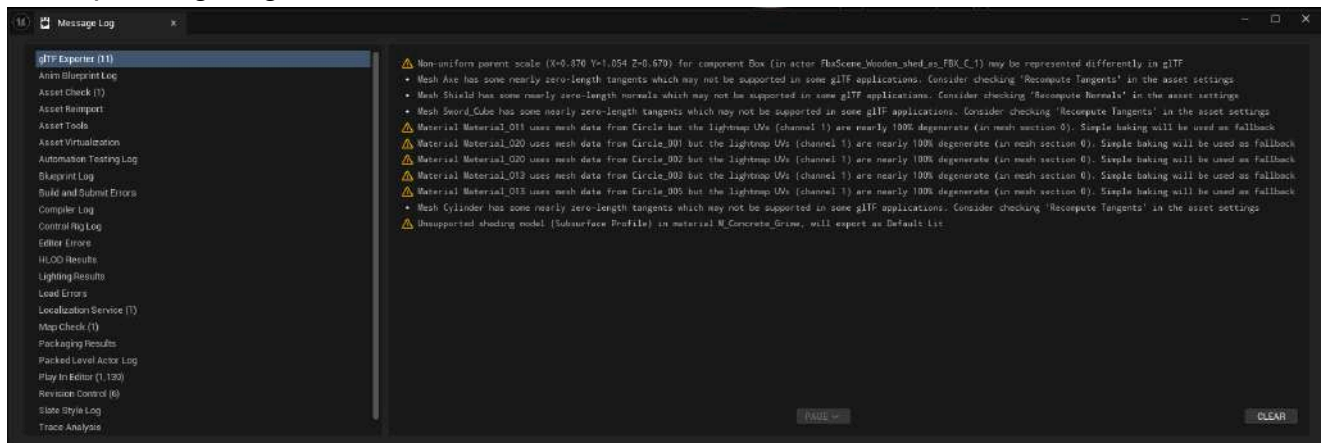 Message Log
glTF Exporter (11)
Anim Blueprint Log
Asset Check (1)
Asset Reimport
Asset Tools
Asset Virtualization
Automation Testing Log
Blueprint Log
Build and Submit Errors
Compiler Log
Control Rig Log
Editor Errors
HLOD Results
Lighting Results
Load Errors
Localization Service (1)
Map Check (1)
Packaging Results
Packed Level Actor Log
Play In Editor (1,139)
Revision Control (6)
Slate Style Log
Trace Analysis
Non-uniform parent scale (X=0.870 Y=1.054 Z=0.670) for component Box (in actor FbxScene_Wooden_shed_as_FBX_C_1) may be represented differently in glTF
Mesh Axe has some nearly zero-length tangents which may not be supported in some glTF applications. Consider checking 'Recompute Tangents' in the asset settings
Mesh Shield has some nearly zero-length normals which may not be supported in some glTF applications. Consider checking 'Recompute Normals' in the asset settings
Mesh Sword_Cube has some nearly zero-length tangents which may not be supported in some glTF applications. Consider checking 'Recompute Tangents' in the asset settings
Material Material_011 uses mesh data from Circle but the lightmap UVs (channel 1) are nearly 100% degenerate (in mesh section 0). Simple baking will be used as fallback
Material Material_020 uses mesh data from Circle_001 but the lightmap UVs (channel 1) are nearly 100% degenerate (in mesh section 0). Simple baking will be used as fallback
Material Material_020 uses mesh data from Circle_002 but the lightmap UVs (channel 1) are nearly 100% degenerate (in mesh section 0). Simple baking will be used as fallback
Material Material_013 uses mesh data from Circle_003 but the lightmap UVs (channel 1) are nearly 100% degenerate (in mesh section 0). Simple baking will be used as fallback
Material Material_013 uses mesh data from Circle_005 but the lightmap UVs (channel 1) are nearly 100% degenerate (in mesh section 0). Simple baking will be used as fallback
Mesh Cylinder has some nearly zero-length tangents which may not be supported in some glTF applications. Consider checking 'Recompute Tangents' in the asset settings
Unsupported shading model (Subsurface Profile) in material M_Concrete_Grime, will export as Default Lit
PAGE
CLEAR